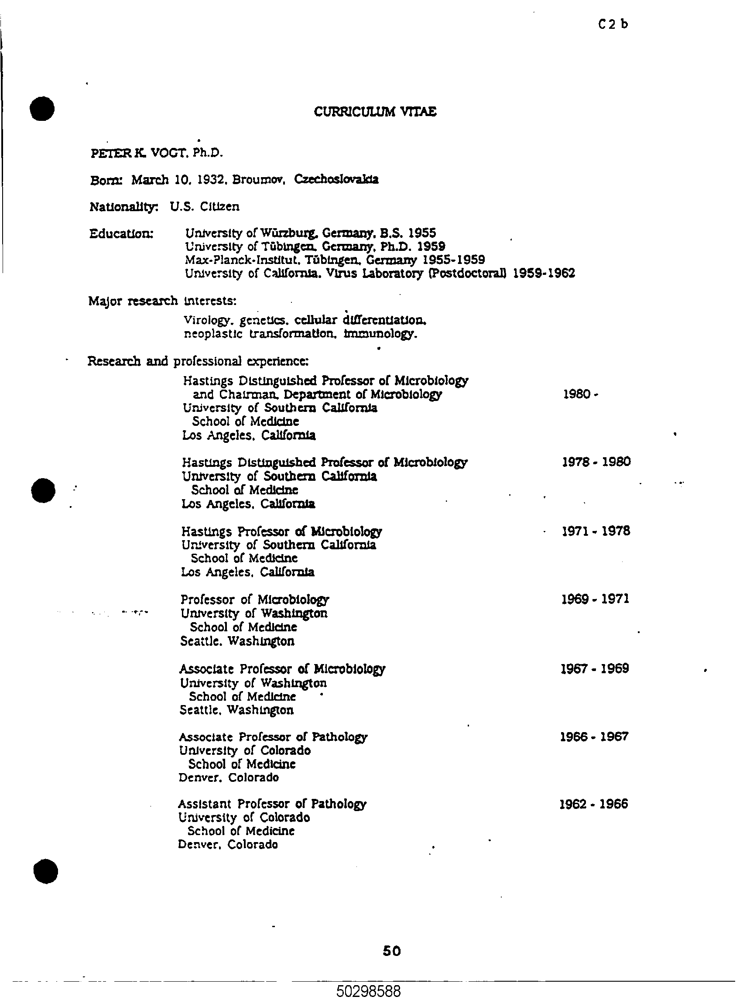 C2b
CURRICULUM VITAE
PETER K. VOGT, Ph.D.
Born: March 10, 1932, Broumov, Czechoslovakia
Nationality: U.S. Citizen
Education: University of Würzburg, Germany, B.S. 1955
University of Tübingen, Germany, Ph.D. 1959
Max-Planck-Institut, Tübingen, Germany 1955-1959
University of California, Virus Laboratory (Postdoctoral) 1959-1962
Major research interests:
Virology, genetics, cellular differentiation,
neoplastic transformation, immunology.
Research and professional experience:
Hastings Distinguished Professor of Microbiology
and Chairman, Department of Microbiology 1980 -
University of Southern California
School of Medicine
Los Angeles, California
Hastings Distinguished Professor of Microbiology 1978 - 1980
University of Southern California
School of Medicine
Los Angeles, California
Hastings Professor of Microbiology 1971 - 1978
University of Southern California
School of Medicine
Los Angeles, California
Professor of Microbiology 1969 - 1971
University of Washington
School of Medicine
Seattle, Washington
Associate Professor of Microbiology 1967 - 1969
University of Washington
School of Medicine
Seattle, Washington
Associate Professor of Pathology 1966 - 1967
University of Colorado
School of Medicine
Denver, Colorado
Assistant Professor of Pathology 1962 - 1966
University of Colorado
School of Medicine
Denver, Colorado
50
50298588